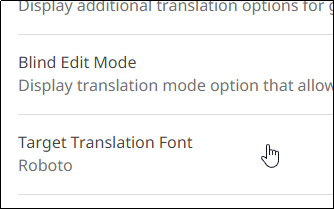 Display additional translation options for
Blind Edit Mode
Display translation mode option that allow
Target Translation Font
Roboto